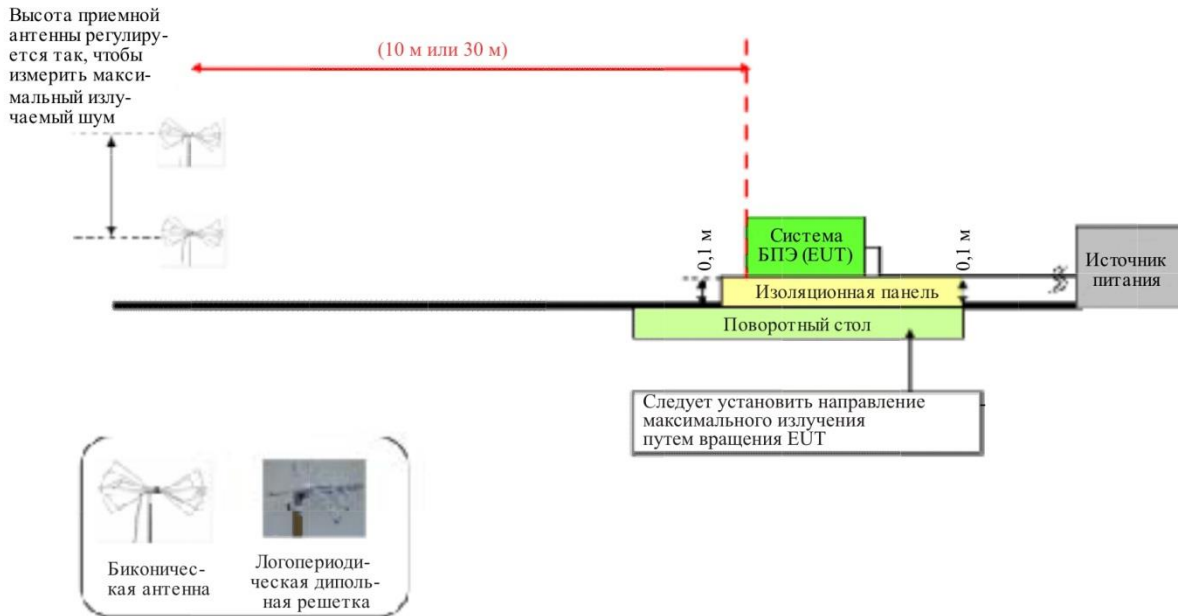 Высота приемной
антенны регулиру-
ется так, чтобы
измерить макси-
мальный излу-
чаемый шум
(10 м или 30 м)
0,1 м
Система
БПЭ (EUT)
0,1 м
Источник
питания
Изоляционная панель
Поворотный стол
Следует установить направление
максимального излучения
путем вращения EUT
Биконичес-
кая антенна
Логопериоди-
ческая диполь-
ная решетка